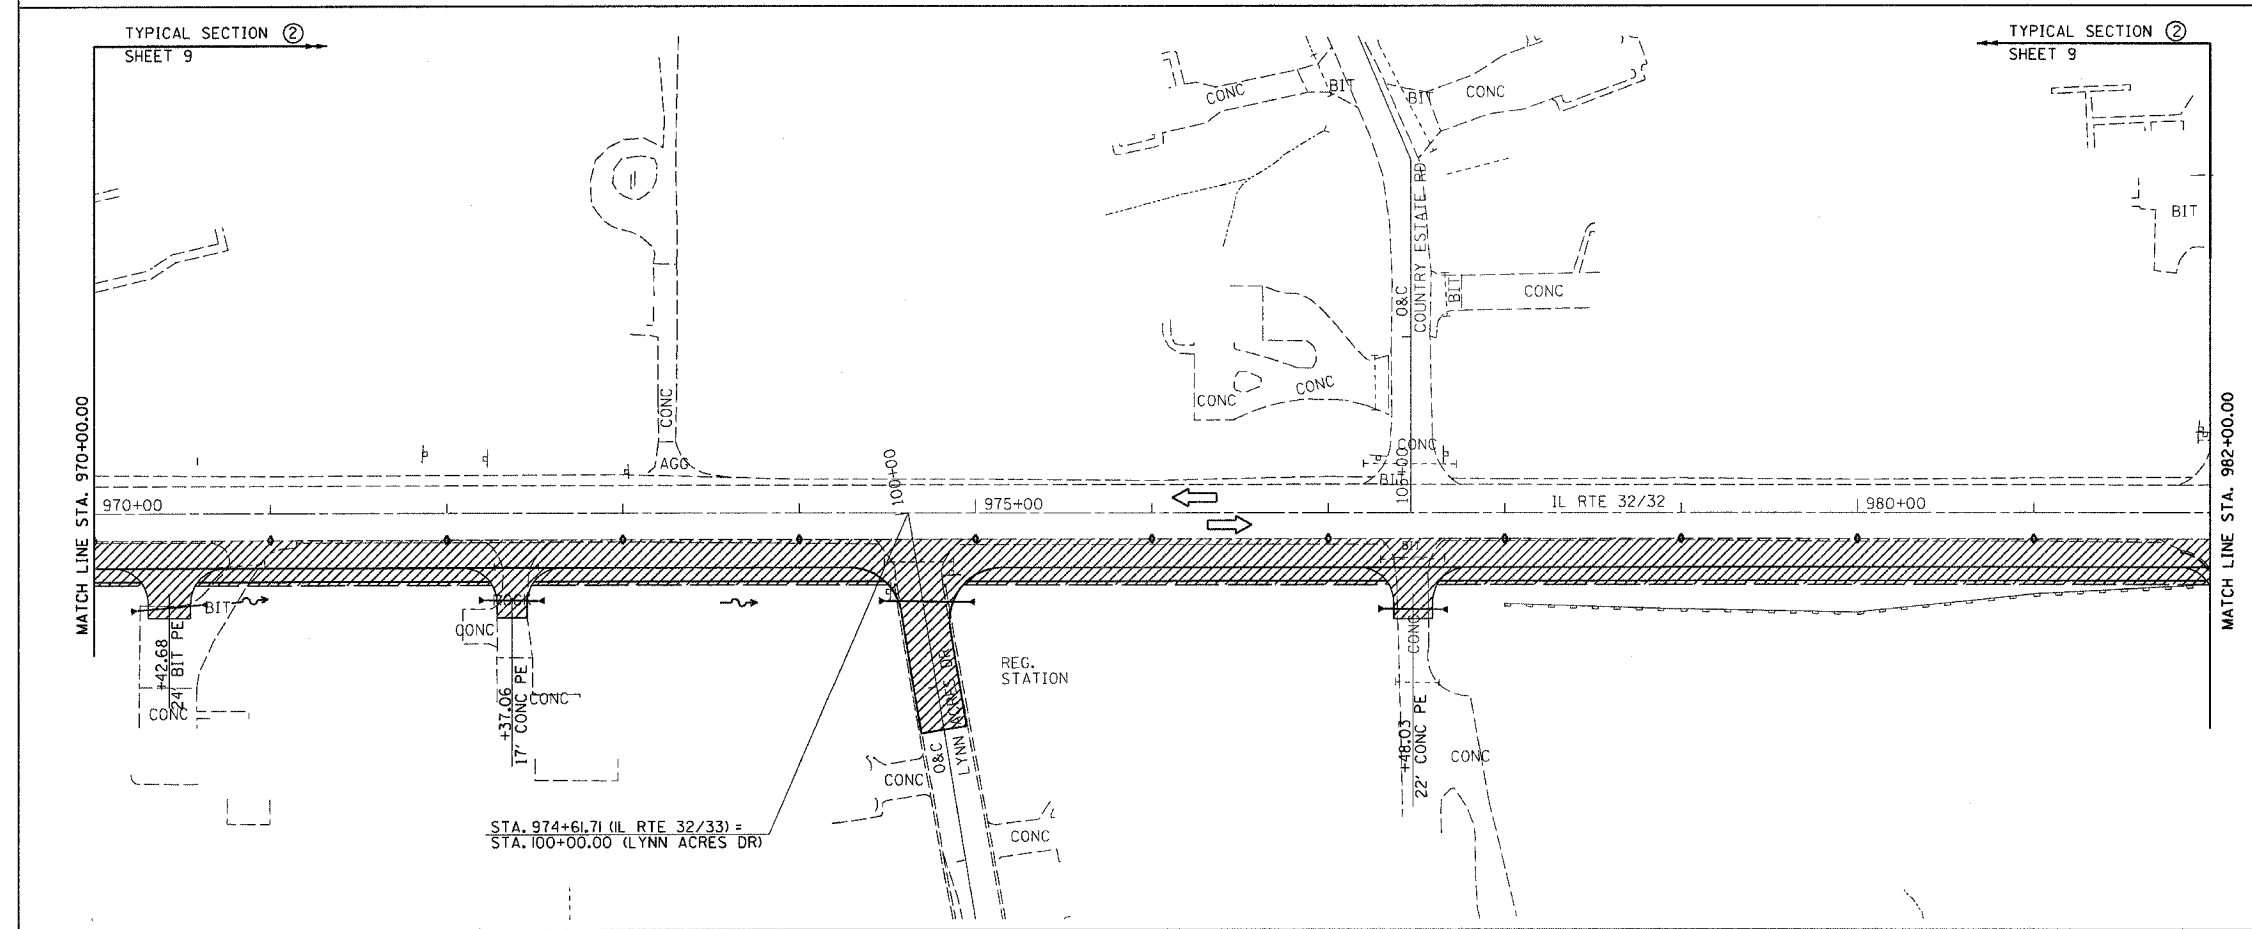 TYPICAL SECTION ②
SHEET 9
TYPICAL SECTION ②
SHEET 9
CONC
BIT
BIT
CONC
BIT
COUNTRY ESTATE RD
O&C
BIT
CONC
CONC
CONC
CONC
CONC
AGG
BIT
MATCH LINE STA. 970+00.00
MATCH LINE STA. 982+00.00
100+00
970+00
975+00
IL RTE 32/32
980+00
BIT
BIT
CONC
CONC
+42.68
24' BIT PE
CONC
+37.06
17' CONC PE
CONC
O&C
LYNN ACRES DR
REG.
STATION
CONC
+48.03
22' CONC PE
CONC
CONC
CONC
STA. 974+61.71 (IL RTE 32/33) =
STA. 100+00.00 (LYNN ACRES DR)